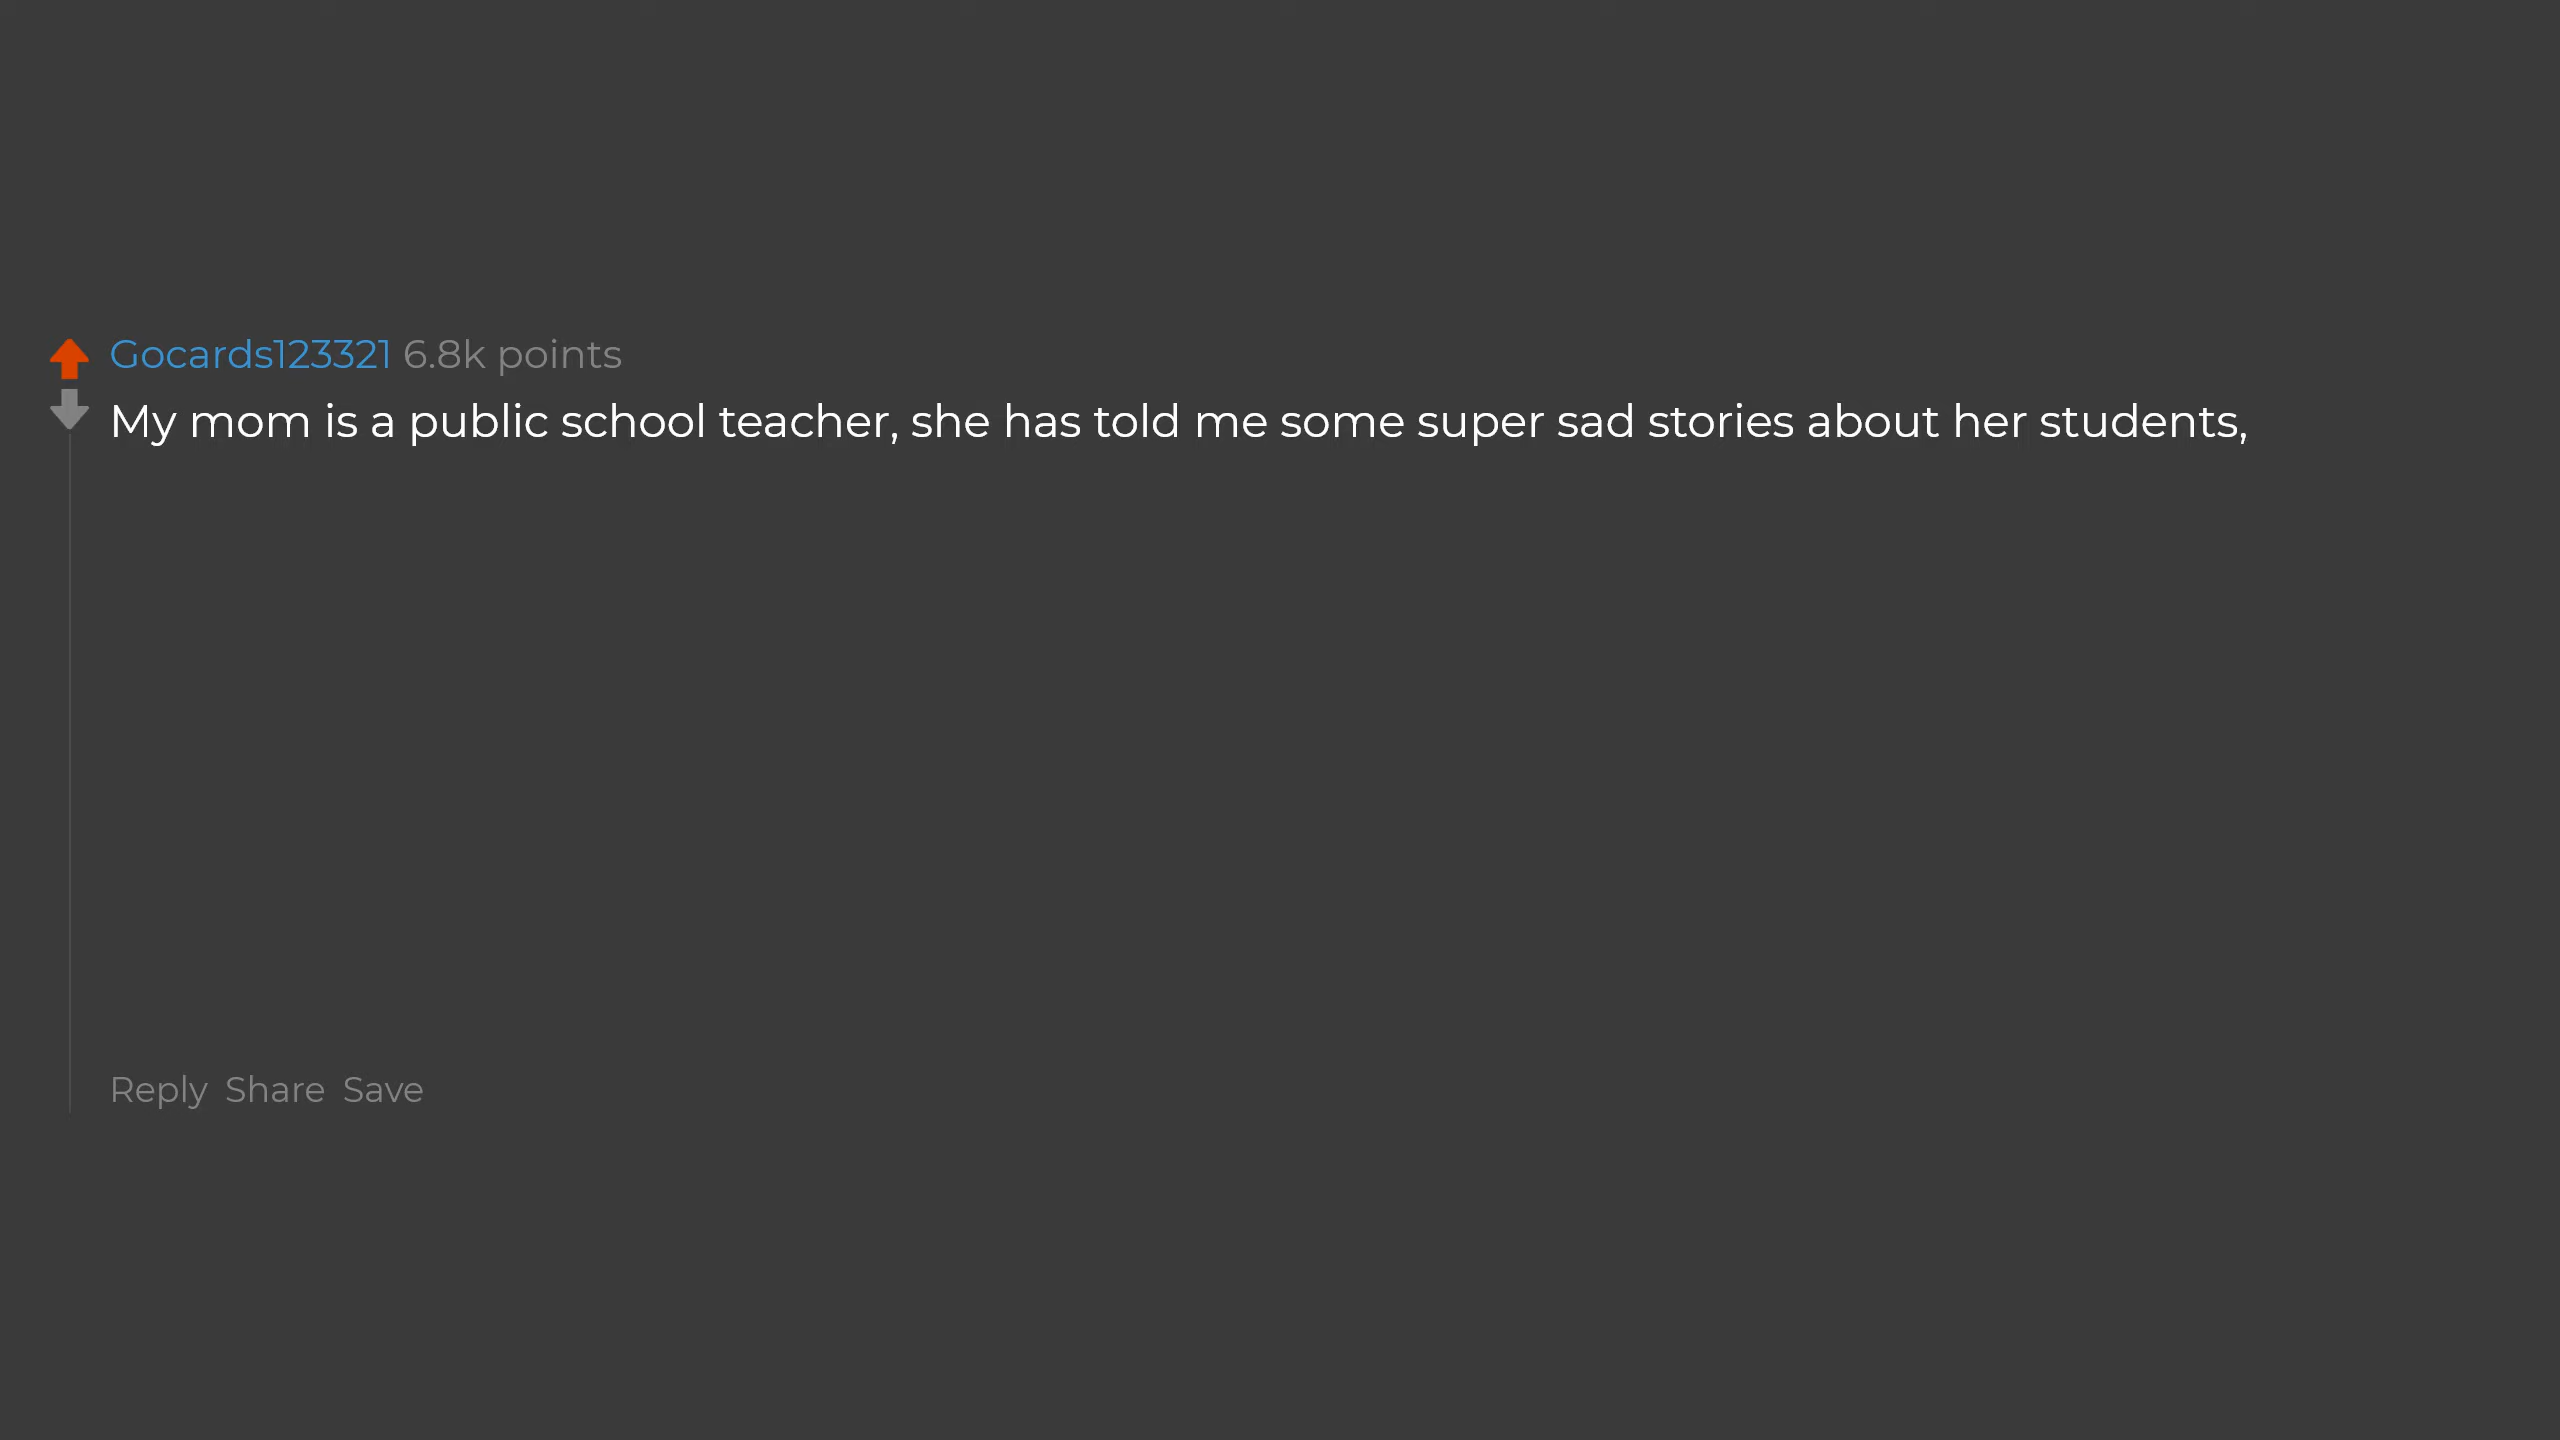 Gocards123321 6.8k points
My mom is a public school teacher, she has told me some super sad stories about her students,
Reply Share Save